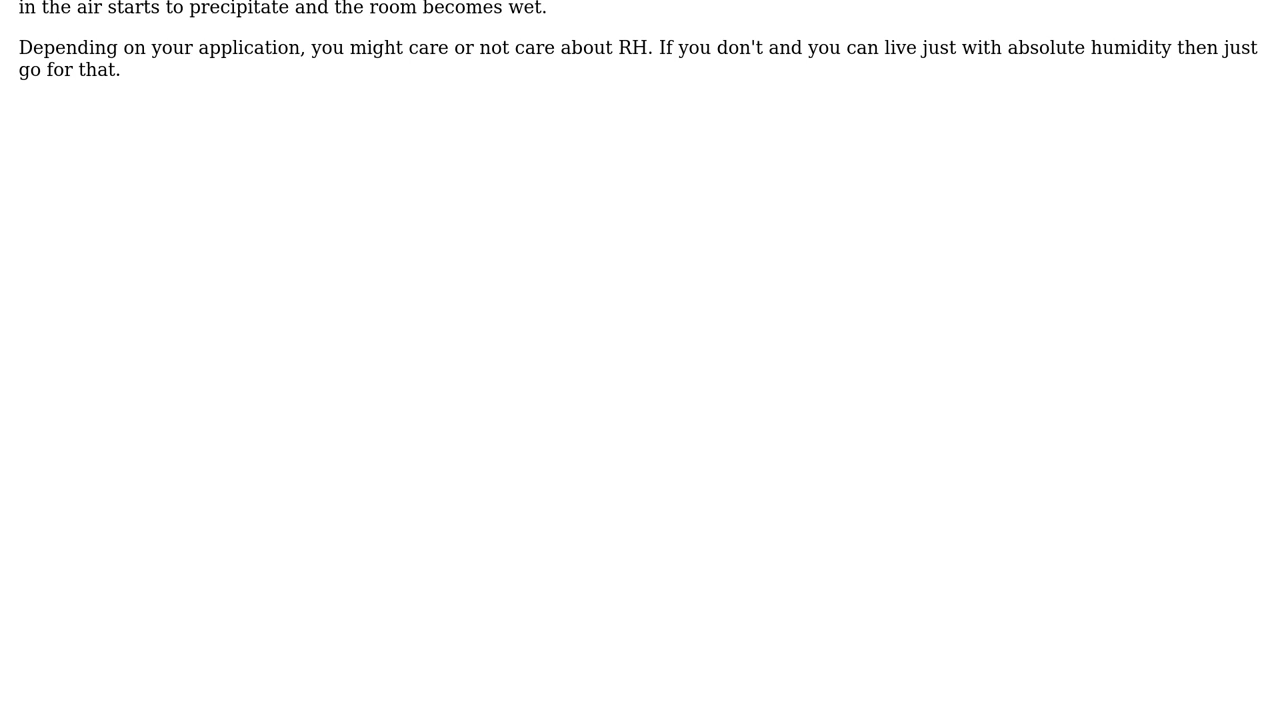 in the air starts to precipitate and the room becomes wet.
Depending on your application, you might care or not care about RH. If you don't and you can live just with absolute humidity then just
go for that.